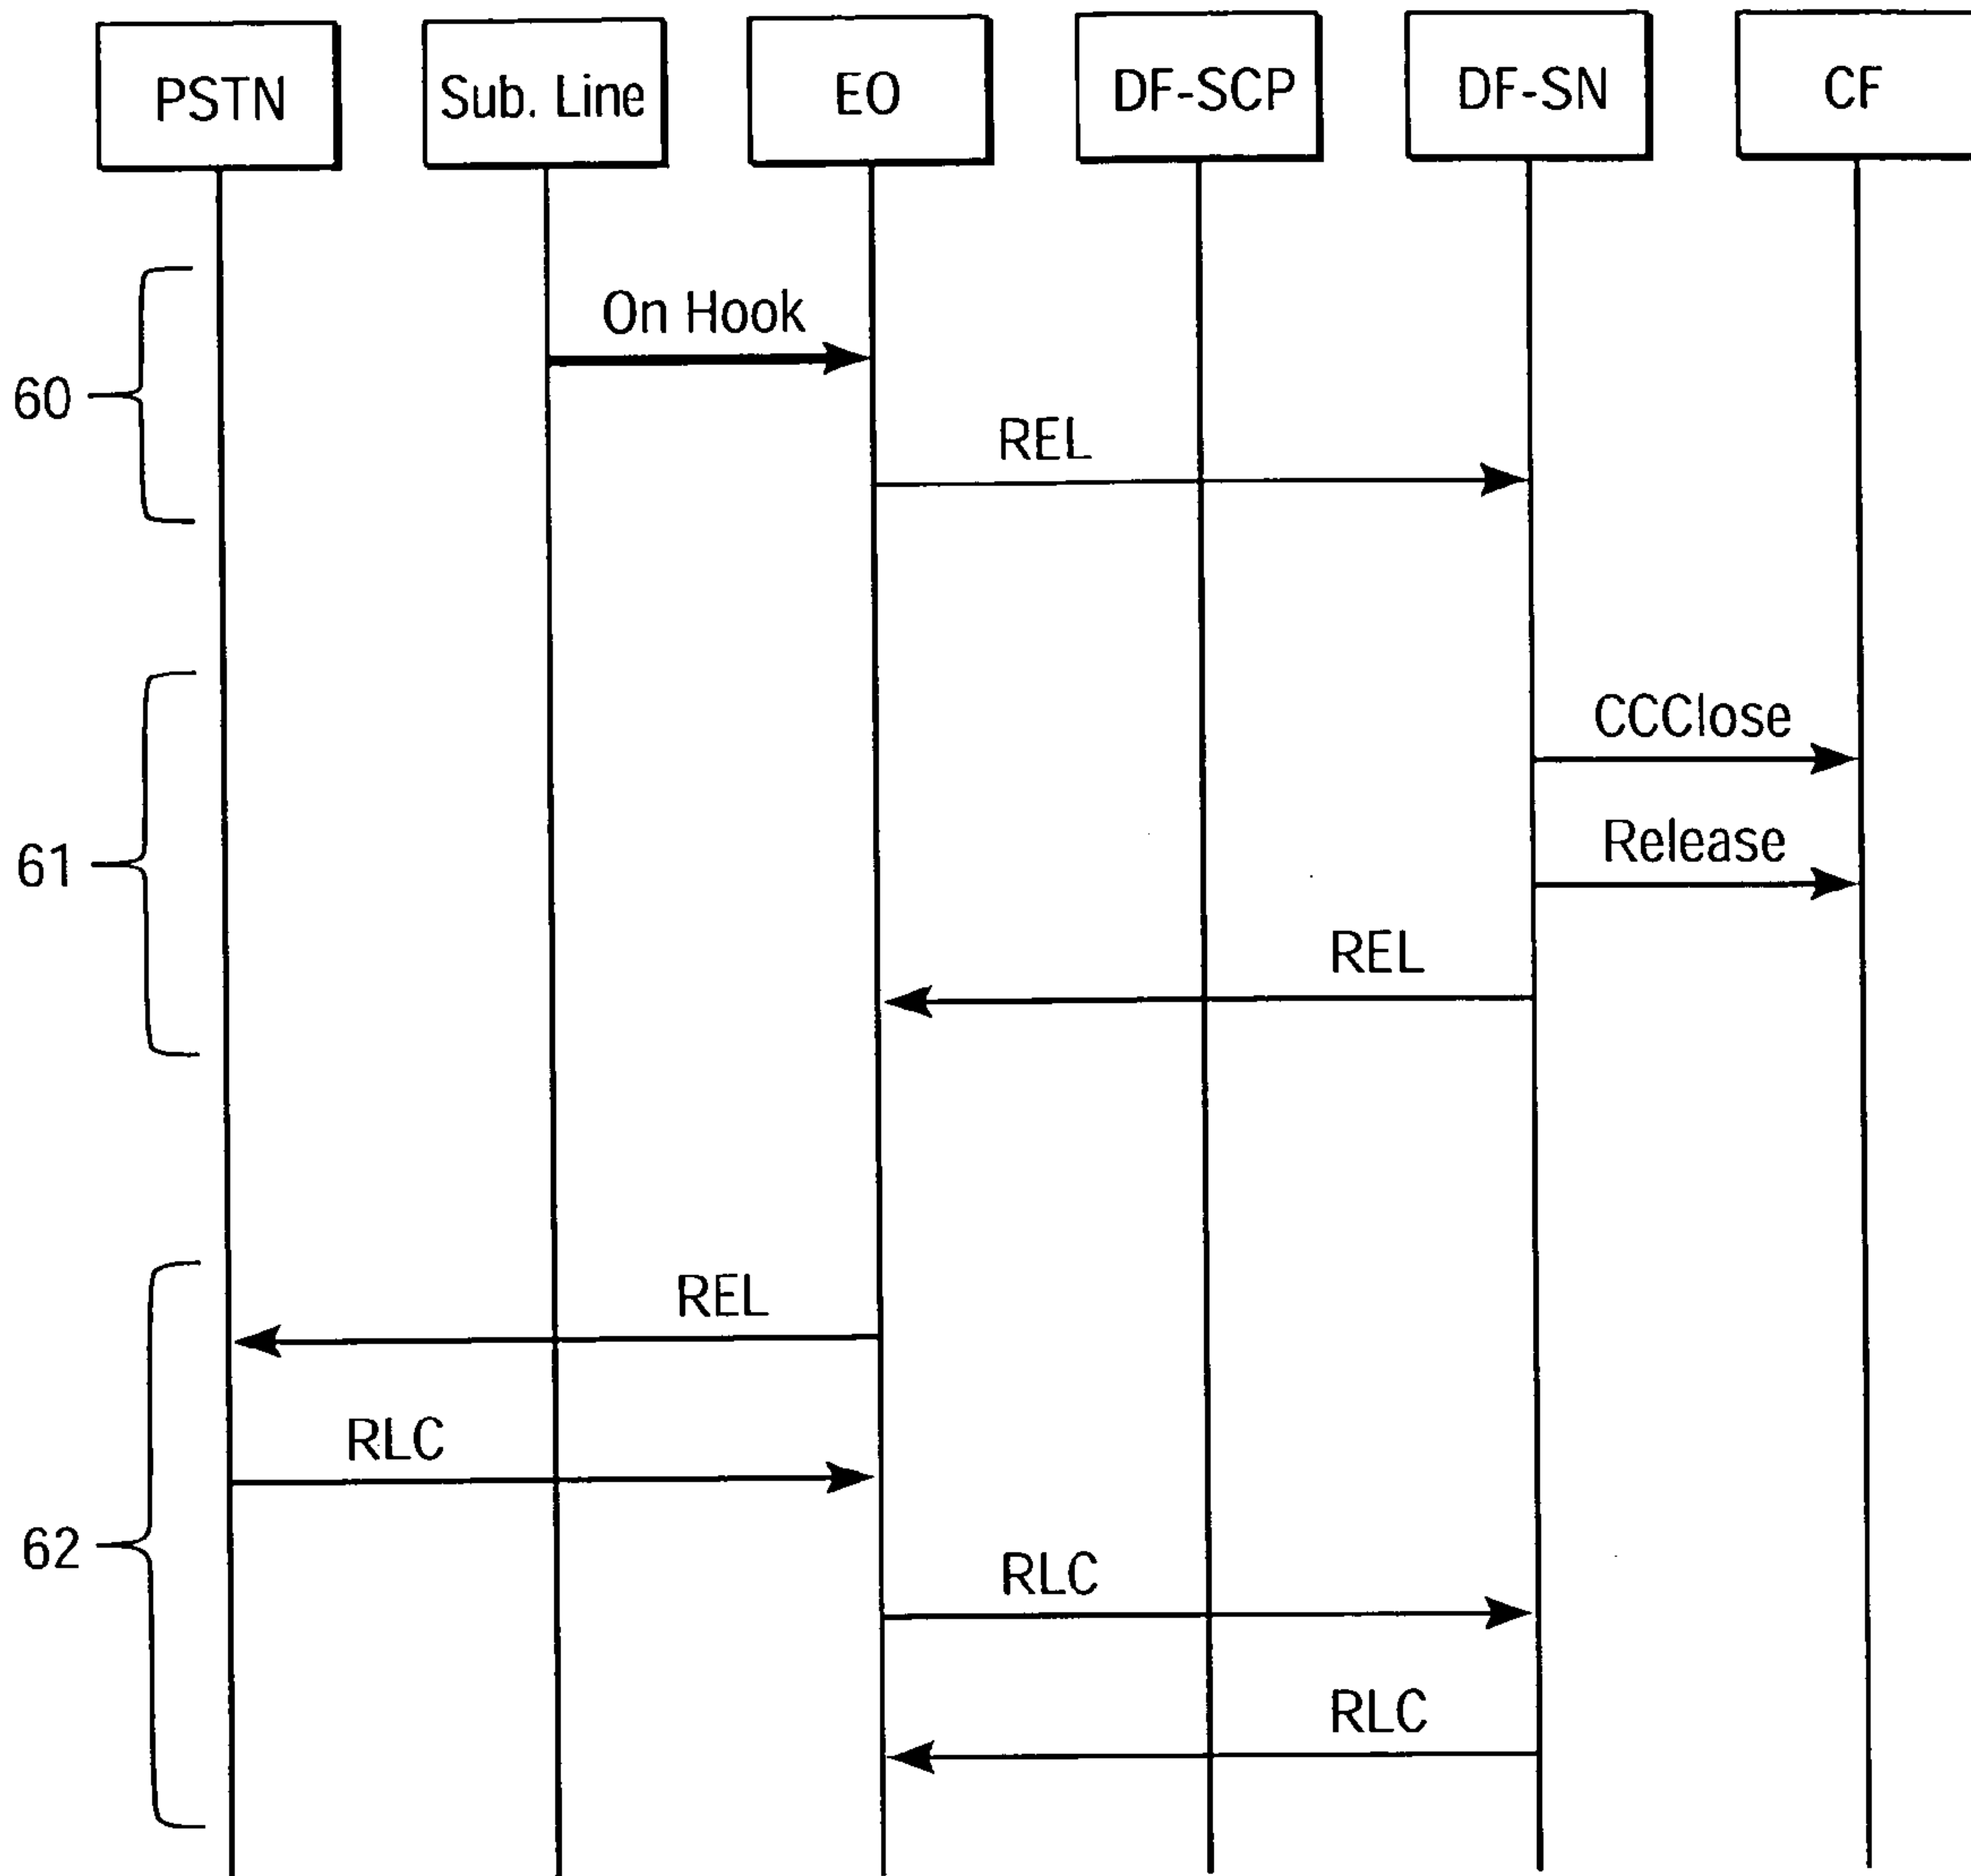 PSTN
Sub. Line
EO
DF-SCP
DF-SN
CF
On Hook
60
REL
CCClose
61
Release
REL
REL
RLC
62
RLC
RLC